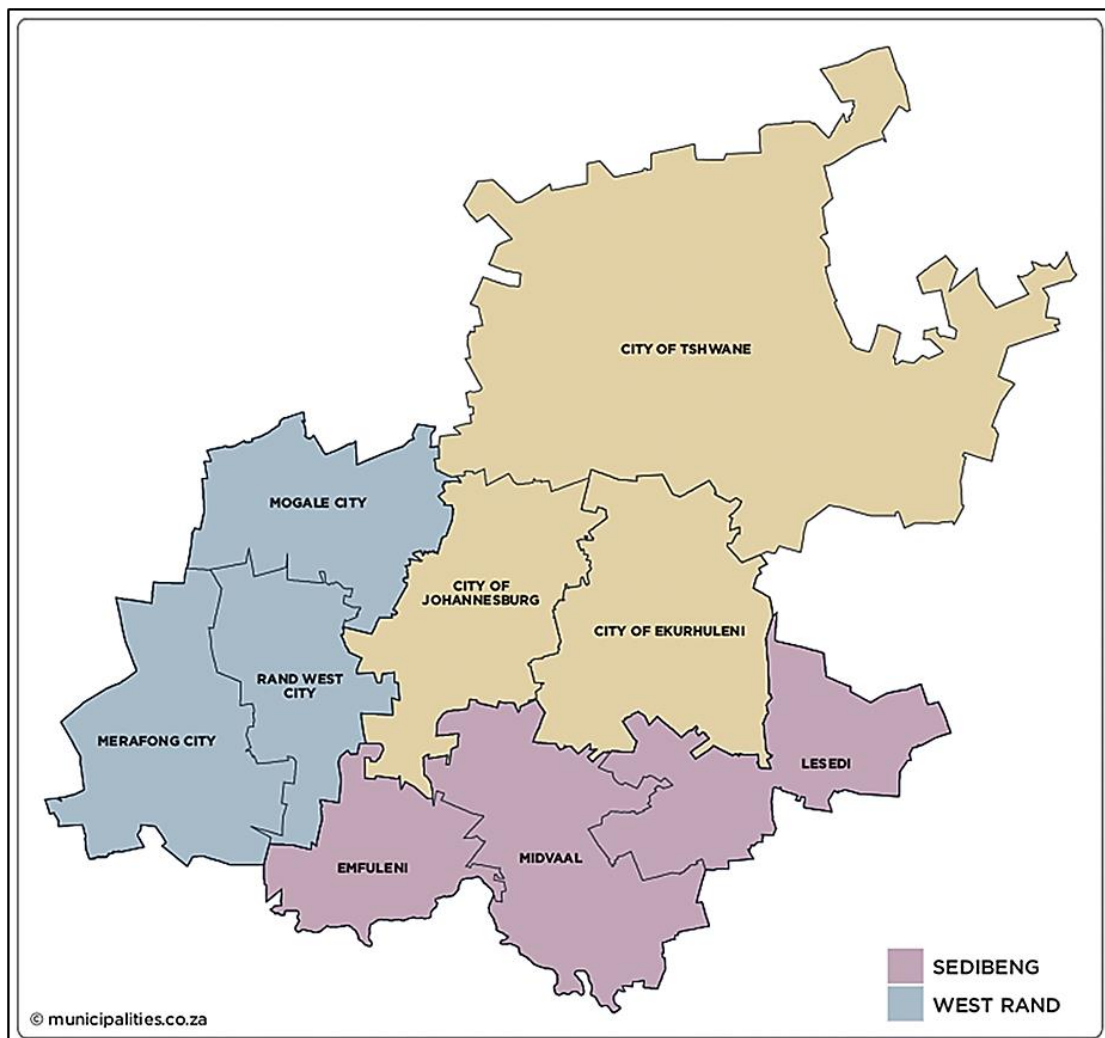 CITY OF TSHWANE
MOGALE CITY
CITY OF
JOHANNESBURG
CITY OF EKURHULENI
RAND WEST
CITY
MERAFONG CITY
LESEDI
EMFULENI
MIDVAAL
SEDIBENG
WEST RAND
© municipalities.co.za